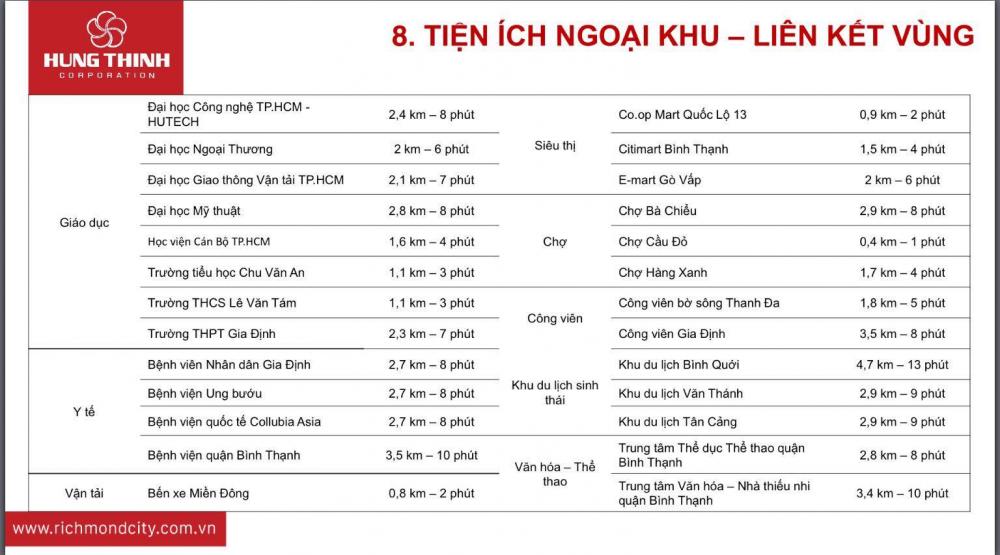 HUNG THINH
CORPORATION
8. TIỆN ÍCH NGOẠI KHU – LIÊN KẾT VÙNG
Giáo dục
Đại học Công nghệ TP.HCM -
HUTECH
2,4 km – 8 phút
Đại học Ngoại Thương
2 km – 6 phút
Đại học Giao thông Vận tải TP.HCM
2,1 km – 7 phút
Đại học Mỹ thuật
2,8 km – 8 phút
Học viện Cán Bộ TP.HCM
1,6 km – 4 phút
Trường tiểu học Chu Văn An
1,1 km – 3 phút
Trường THCS Lê Văn Tám
1,1 km – 3 phút
Trường THPT Gia Định
2,3 km – 7 phút
Y tế
Bệnh viên Nhân dân Gia Định
2,7 km – 8 phút
Bệnh viện Ung bướu
2,7 km – 8 phút
Bệnh viện quốc tế Collubia Asia
2,7 km – 8 phút
Bệnh viện quận Bình Thạnh
3,5 km – 10 phút
Vận tải
Bến xe Miền Đông
0,8 km – 2 phút
Siêu thị
Co.op Mart Quốc Lộ 13
0,9 km – 2 phút
Citimart Bình Thạnh
1,5 km – 4 phút
E-mart Gò Vấp
2 km – 6 phút
Chợ
Chợ Bà Chiểu
2,9 km – 8 phút
Chợ Cầu Đỏ
0,4 km – 1 phút
Chợ Hàng Xanh
1,7 km – 4 phút
Công viên
Công viên bờ sông Thanh Đa
1,8 km – 5 phút
Công viên Gia Định
3,5 km – 8 phút
Khu du lịch sinh
thái
Khu du lịch Bình Quới
4,7 km – 13 phút
Khu du lịch Văn Thánh
2,9 km – 9 phút
Khu du lịch Tân Cảng
2,9 km – 9 phút
Văn hóa – Thể
thao
Trung tâm Thể dục Thể thao quận
Bình Thạnh
2,8 km – 8 phút
Trung tâm Văn hóa – Nhà thiếu nhi
quận Bình Thạnh
3,4 km – 10 phút
www.richmondcity.com.vn